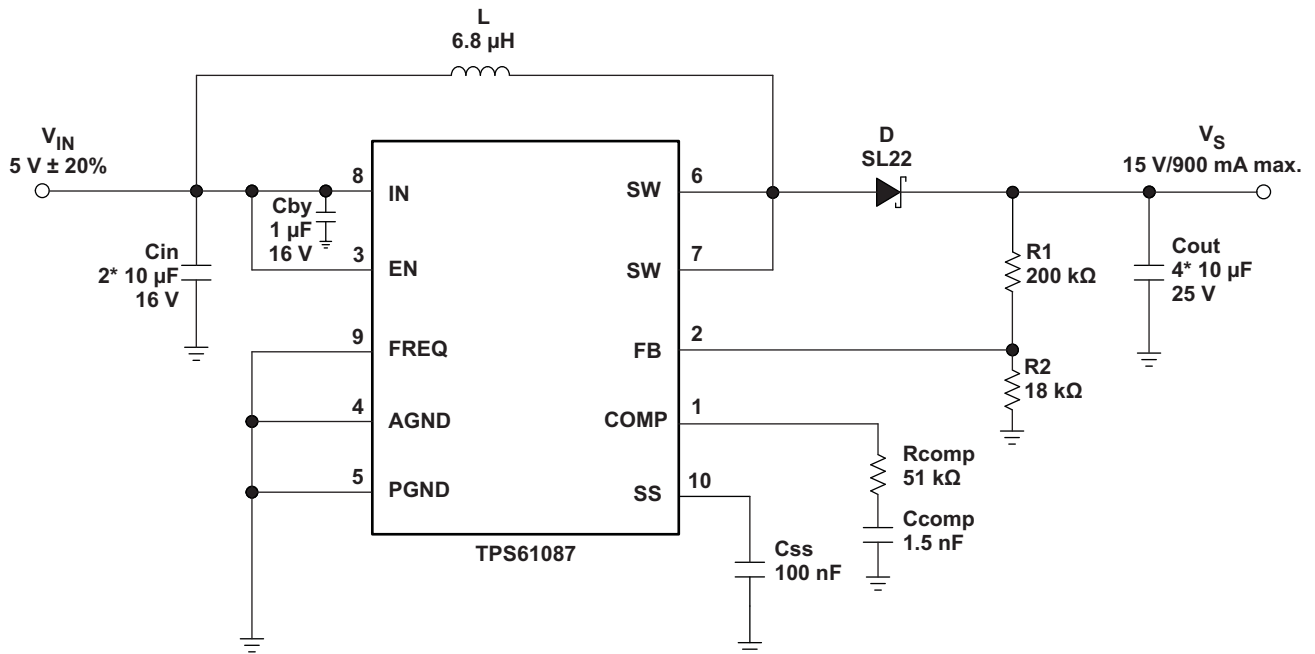 L
6.8 µH
VIN
5 V ± 20%
D
SL22
VS
15 V/900 mA max.
8
IN
SW
6
Cby
1 µF
16 V
Cin
2* 10 µF
16 V
3
EN
SW
7
R1
200 kΩ
Cout
4* 10 µF
25 V
9
FREQ
FB
2
R2
18 kΩ
4
AGND
COMP
1
Rcomp
51 kΩ
5
PGND
SS
10
Ccomp
1.5 nF
TPS61087
Css
100 nF